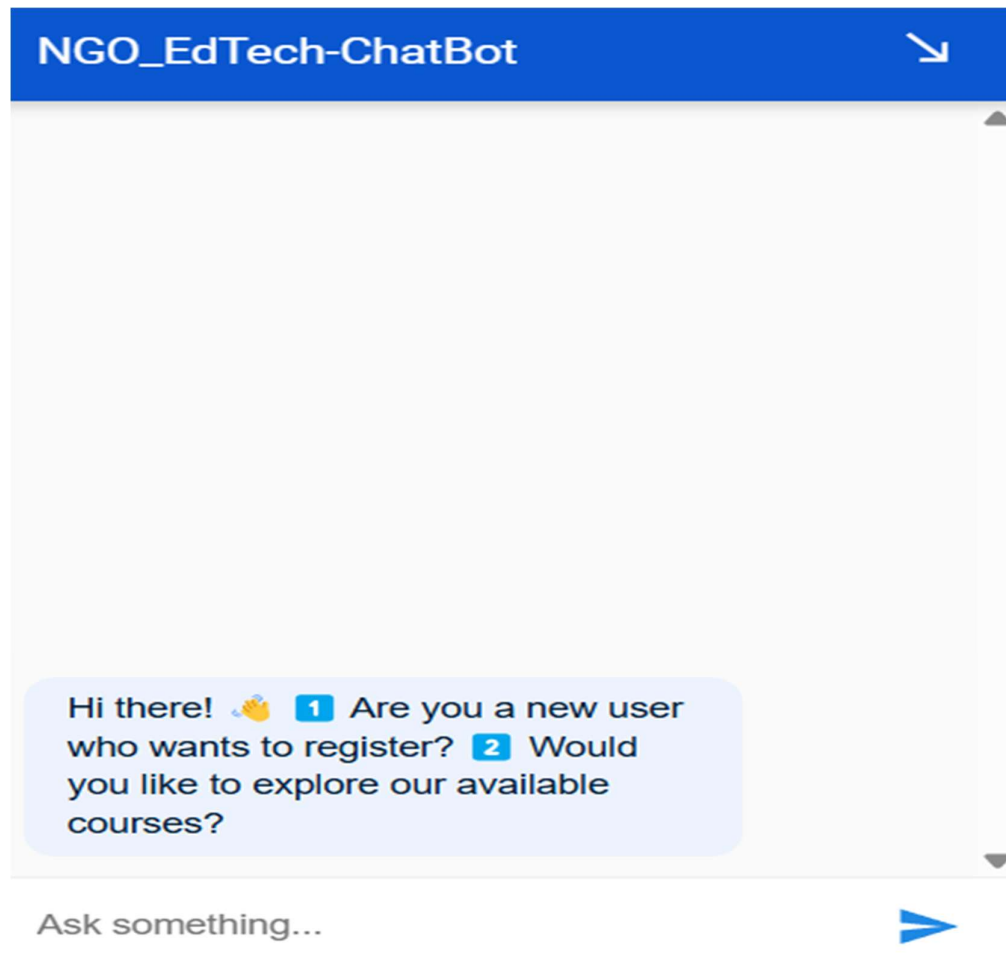 NGO_EdTech-ChatBot
Hi there! 👋 1️⃣ Are you a new user
who wants to register? 2️⃣ Would
you like to explore our available
courses?
Ask something...